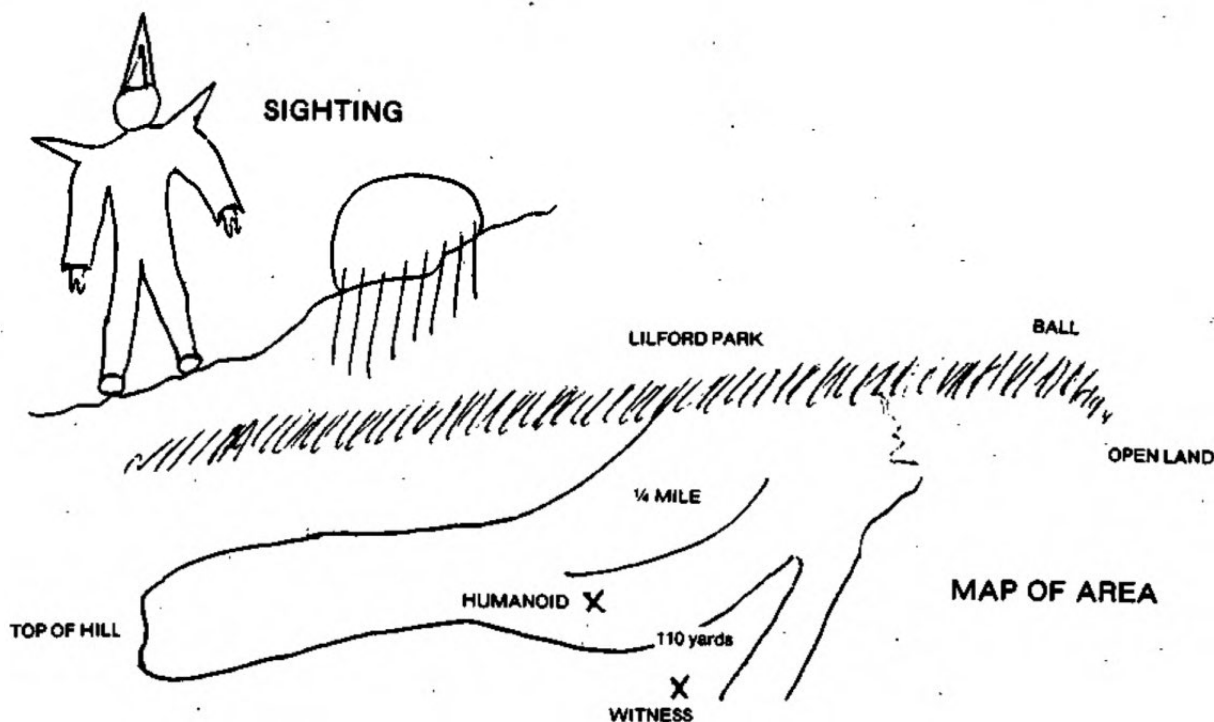 SIGHTING
LILFORD PARK
BALL
OPEN LAND
¼ MILE
HUMANOID X
MAP OF AREA
TOP OF HILL
110 yards
X
WITNESS